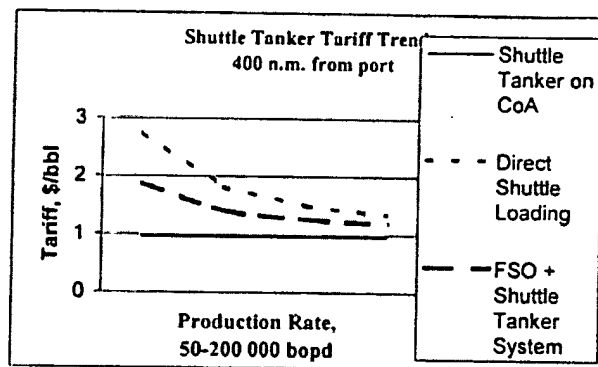 Shuttle Tanker Tariff Trend
400 n.m. from port
Tariff, $/bbl
3
2
1
0
Production Rate,
50-200 000 bopd
Shuttle
Tanker on
CoA
Direct
Shuttle
Loading
FSO +
Shuttle
Tanker
System